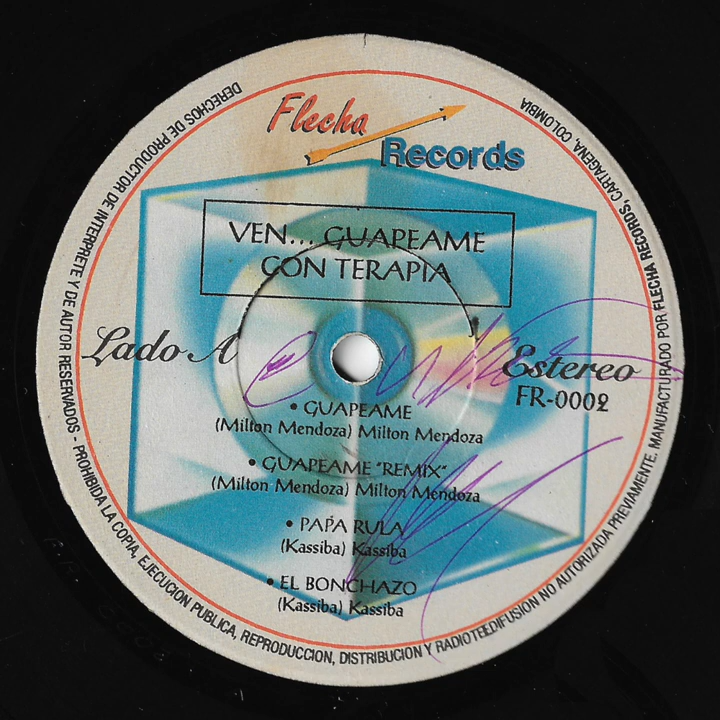 Flecha
Records
VEN... GUAPEAME
CON TERAPIA
Lado A
Estereo
FR-0002
• GUAPEAME
(Milton Mendoza) Milton Mendoza
• GUAPEAME "REMIX"
(Milton Mendoza) Milton Mendoza
• PAPA RULA
(Kassiba) Kassiba
• EL BONCHAZO
(Kassiba) Kassiba
DERECHOS DE PRODUCTOR DE INTERPRETE Y DE AUTOR RESERVADOS - PROHIBIDA LA COPIA, EJECUCION PUBLICA, REPRODUCCION, DISTRIBUCION Y RADIOTEEDIFUSIÓN NO AUTORIZADA PREVIAMENTE. MANUFACTURADO POR FLECHA RECORDS, CARTAGENA, COLOMBIA